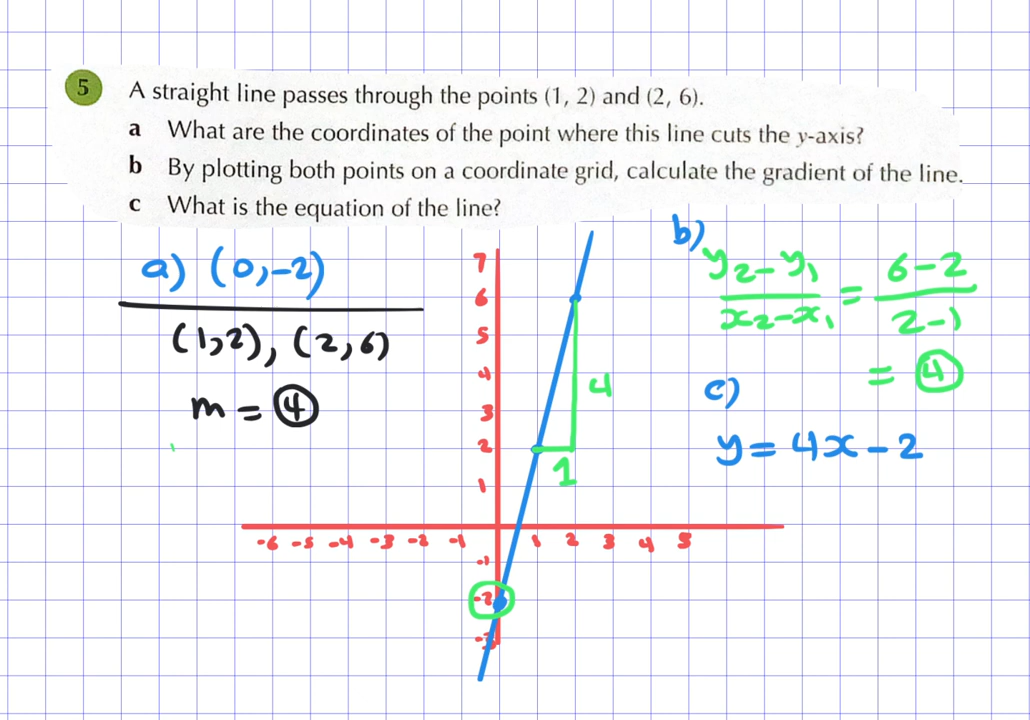 5 A straight line passes through the points (1, 2) and (2, 6).
a What are the coordinates of the point where this line cuts the y-axis?
b By plotting both points on a coordinate grid, calculate the gradient of the line.
c What is the equation of the line?
a) (0,-2)
(1,2), (2,6)
m = 4
b)
y₂-y₁ / x₂-x₁ = 6-2 / 2-1
= 4
c)
y = 4x - 2
7
6
5
4
3
2
1
-6 -5 -4 -3 -2 -1 1 2 3 4 5
-1
-2
-3
4
1